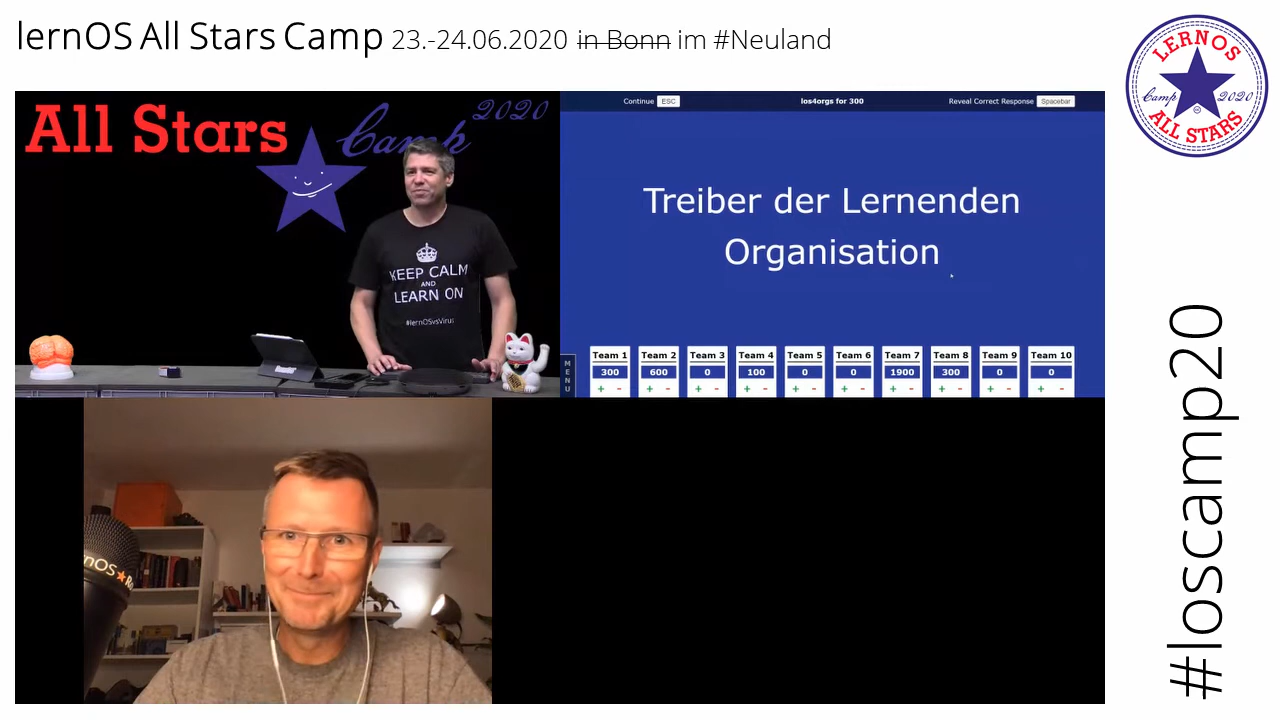 lernOS All Stars Camp 23.-24.06.2020 in Bonn im #Neuland
LERNOS
Camp 2020
ALL STARS
All Stars Camp 2020
KEEP CALM
AND
LEARN ON
#lernOSvsVirus
Continue ESC los4orgs for 300 Reveal Correct Response Spacebar
Treiber der Lernenden
Organisation
MENU
Team 1 Team 2 Team 3 Team 4 Team 5 Team 6 Team 7 Team 8 Team 9 Team 10
300 600 0 100 0 0 1900 300 0 0
+ - + - + - + - + - + - + - + - + - + -
#loscamp20